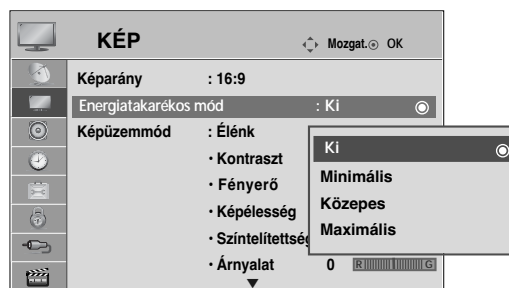 KÉP Mozgat. OK
Képarány : 16:9
Energiatakarékos mód : Ki
Képüzemmód : Élénk
• Kontraszt
• Fényerő
• Képélesség
• Színtelítettség
• Árnyalat 0 R G
Ki
Minimális
Közepes
Maximális